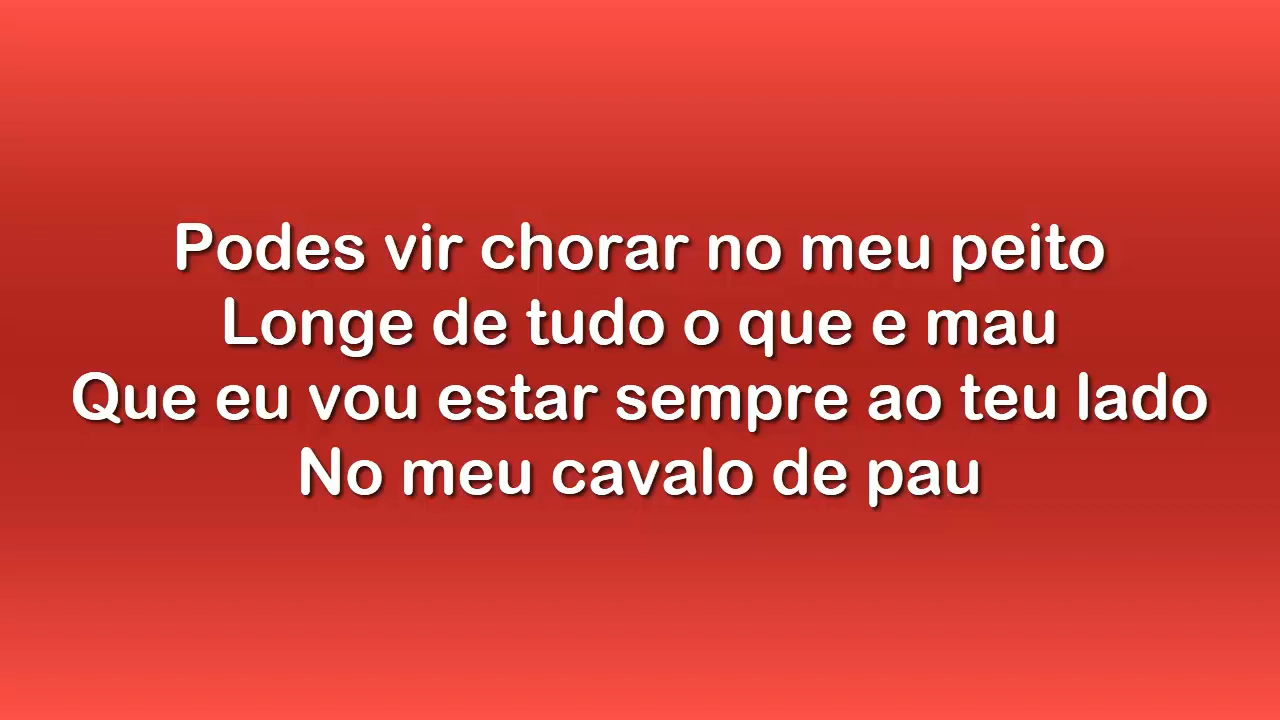 Podes vir chorar no meu peito
Longe de tudo o que e mau
Que eu vou estar sempre ao teu lado
No meu cavalo de pau